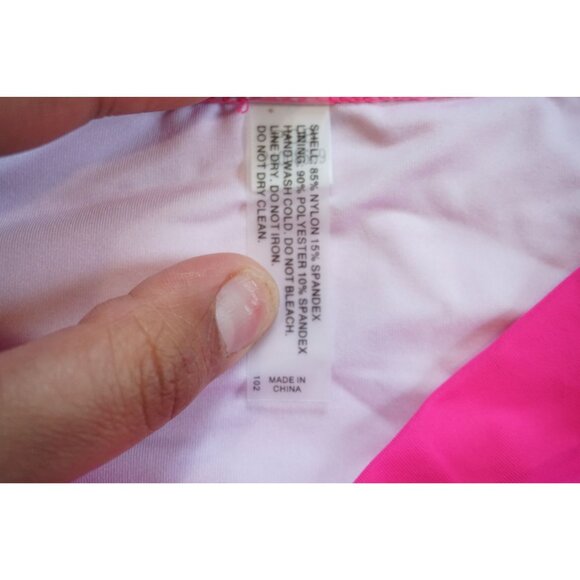 SHELL: 85% NYLON 15% SPANDEX
LINING: 90% POLYESTER 10% SPANDEX
HAND WASH COLD. DO NOT BLEACH.
LINE DRY. DO NOT IRON.
DO NOT DRY CLEAN.
MADE IN
CHINA
102